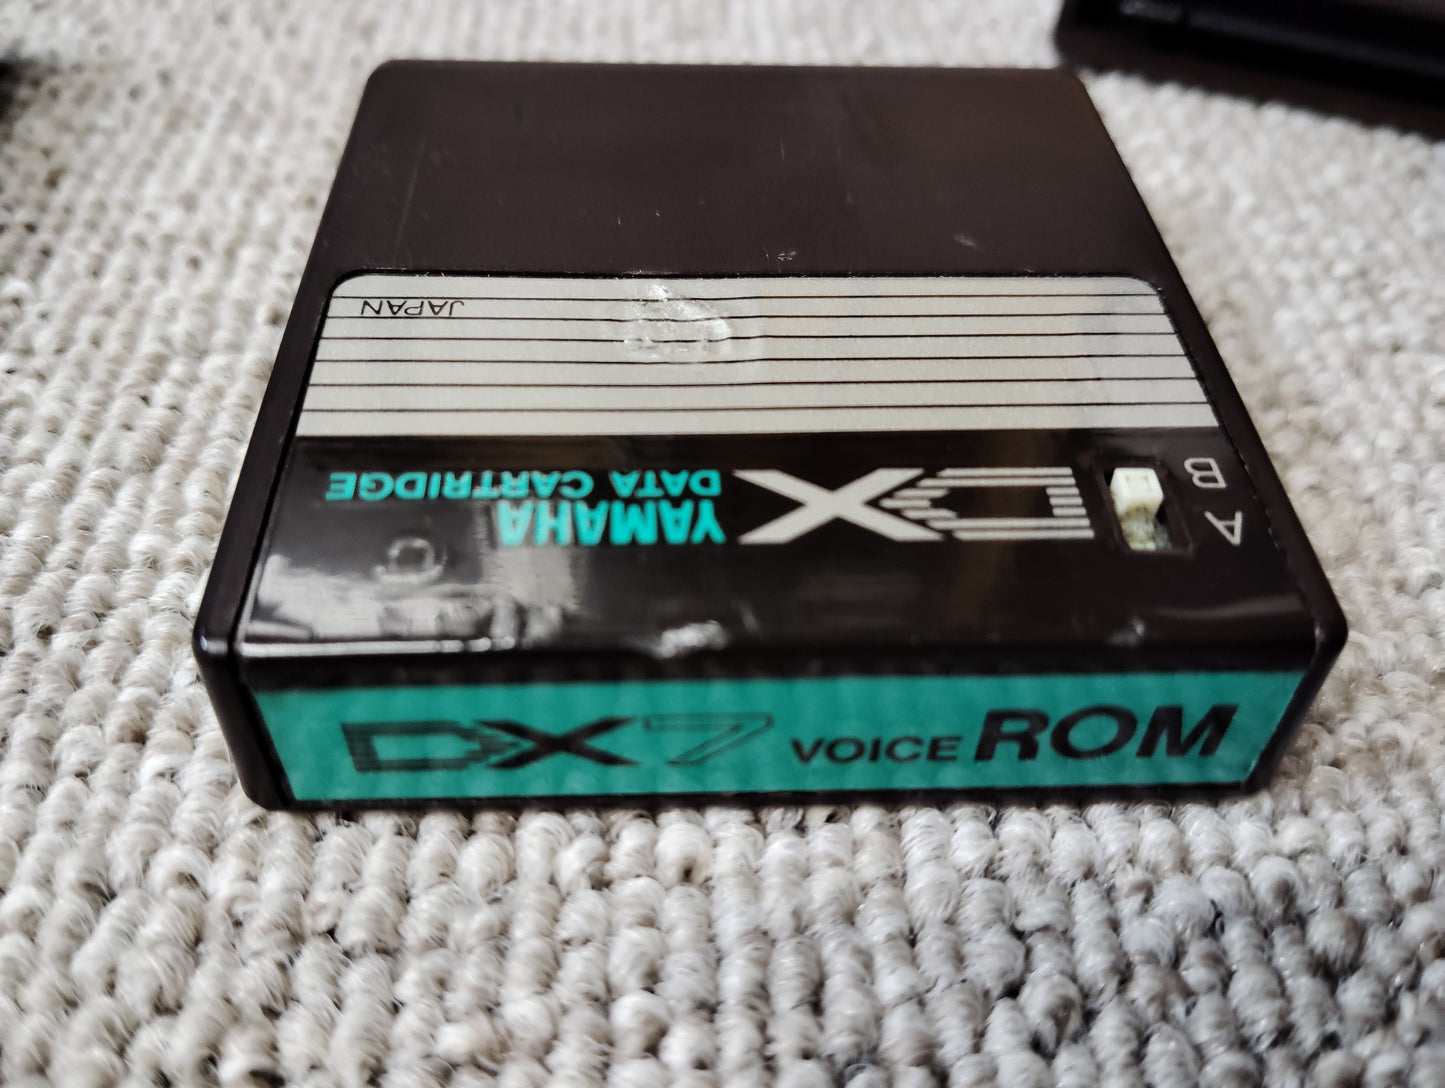 JAPAN
B
A
DX
YAMAHA
DATA CARTRIDGE
DX7 VOICE ROM